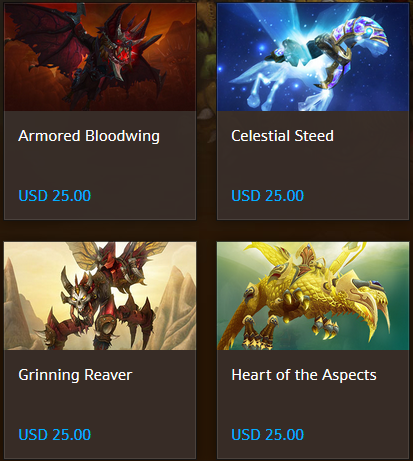 Armored Bloodwing
USD 25.00
Celestial Steed
USD 25.00
Grinning Reaver
USD 25.00
Heart of the Aspects
USD 25.00